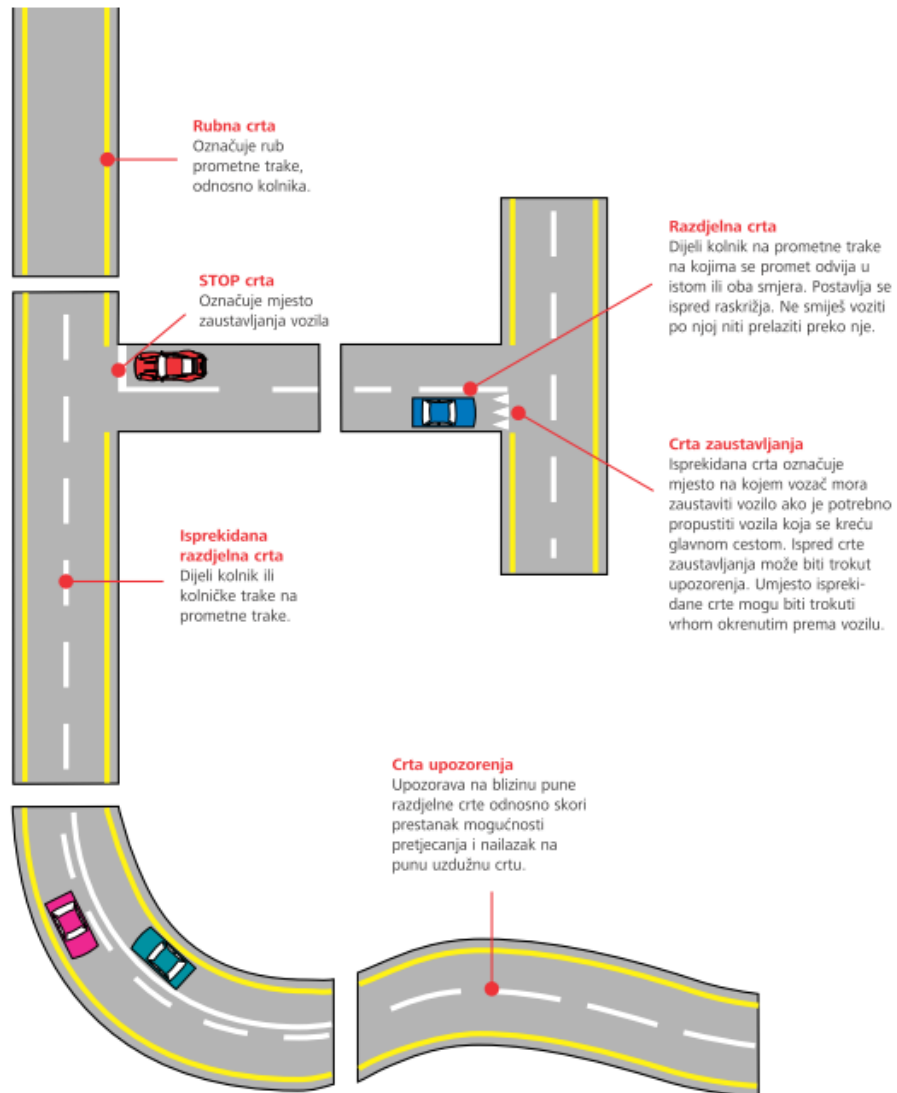 Rubna crta
Označuje rub
prometne trake,
odnosno kolnika.
STOP crta
Označuje mjesto
zaustavljanja vozila
Razdjelna crta
Dijeli kolnik na prometne trake
na kojima se promet odvija u
istom ili oba smjera. Postavlja se
ispred raskrižja. Ne smiješ voziti
po njoj niti prelaziti preko nje.
Crta zaustavljanja
Isprekidana crta označuje
mjesto na kojem vozač mora
zaustaviti vozilo ako je potrebno
propustiti vozila koja se kreću
glavnom cestom. Ispred crte
zaustavljanja može biti trokut
upozorenja. Umjesto ispreki-
dane crte mogu biti trokuti
vrhom okrenutim prema vozilu.
Isprekidana
razdjelna crta
Dijeli kolnik ili
kolničke trake na
prometne trake.
Crta upozorenja
Upozorava na blizinu pune
razdjelne crte odnosno skori
prestanak mogućnosti
pretjecanja i nailazak na
punu uzdužnu crtu.